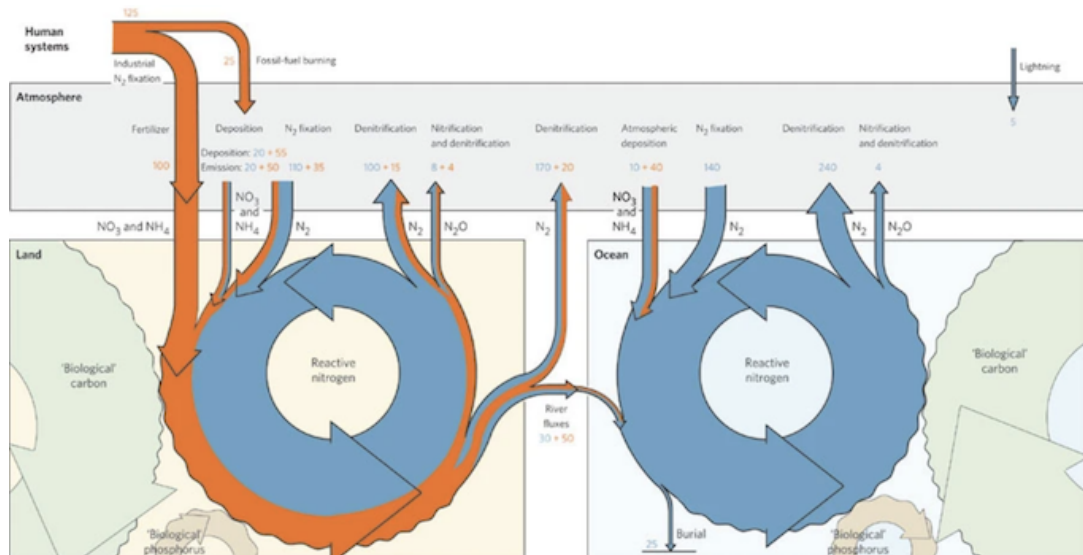 125
Human
systems
25
Fossil-fuel burning
Industrial
N₂ fixation
Lightning
Atmosphere
5
Fertilizer
Deposition
N₂ fixation
Denitrification
Nitrification
and denitrification
Denitrification
Atmospheric
deposition
N₂ fixation
Denitrification
Nitrification
and denitrification
Deposition: 20 + 55
Emission: 20 + 50
100
110 + 35
100 + 15
8 + 4
170 + 20
10 + 40
140
240
4
NO₃ and NH₄
NO₃
and
NH₄
N₂
N₂
N₂O
N₂
NO₃
and
NH₄
N₂
N₂
N₂O
Land
Ocean
'Biological'
carbon
Reactive
nitrogen
River
fluxes
30 + 50
Reactive
nitrogen
'Biological'
carbon
'Biological'
phosphorus
25
Burial
'Biological'
phosphorus